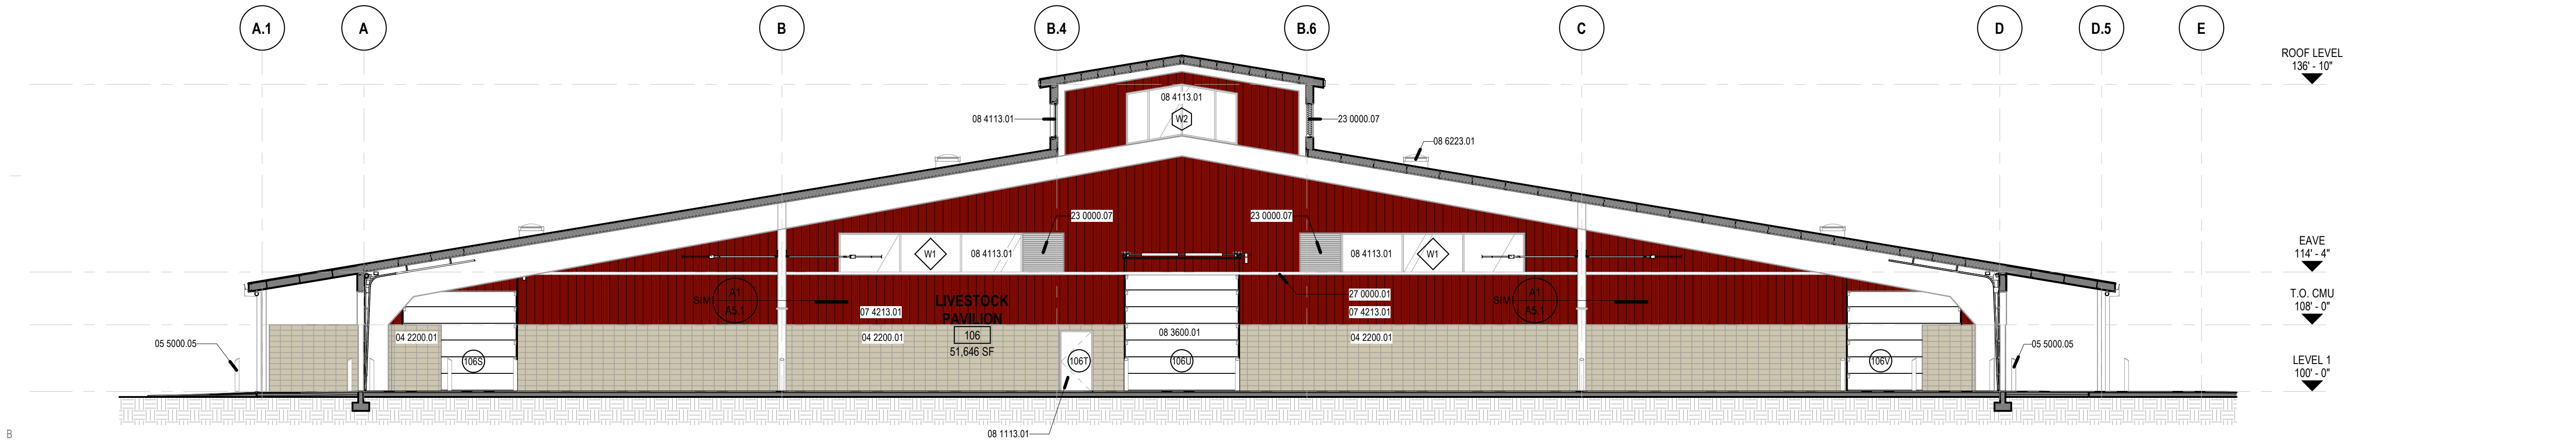 A.1
A
B
B.4
B.6
C
D
D.5
E
ROOF LEVEL
136' - 10"
08 4113.01
08 4113.01
W2
23 0000.07
08 6223.01
23 0000.07
23 0000.07
W1
08 4113.01
08 4113.01
W1
EAVE
114' - 4"
SIM
A1
A5.1
LIVESTOCK
PAVILION
106
51,646 SF
27 0000.01
SIM
A1
A5.1
T.O. CMU
108' - 0"
07 4213.01
07 4213.01
04 2200.01
04 2200.01
08 3600.01
04 2200.01
05 5000.05
05 5000.05
106S
106T
106U
106V
LEVEL 1
100' - 0"
08 1113.01
B